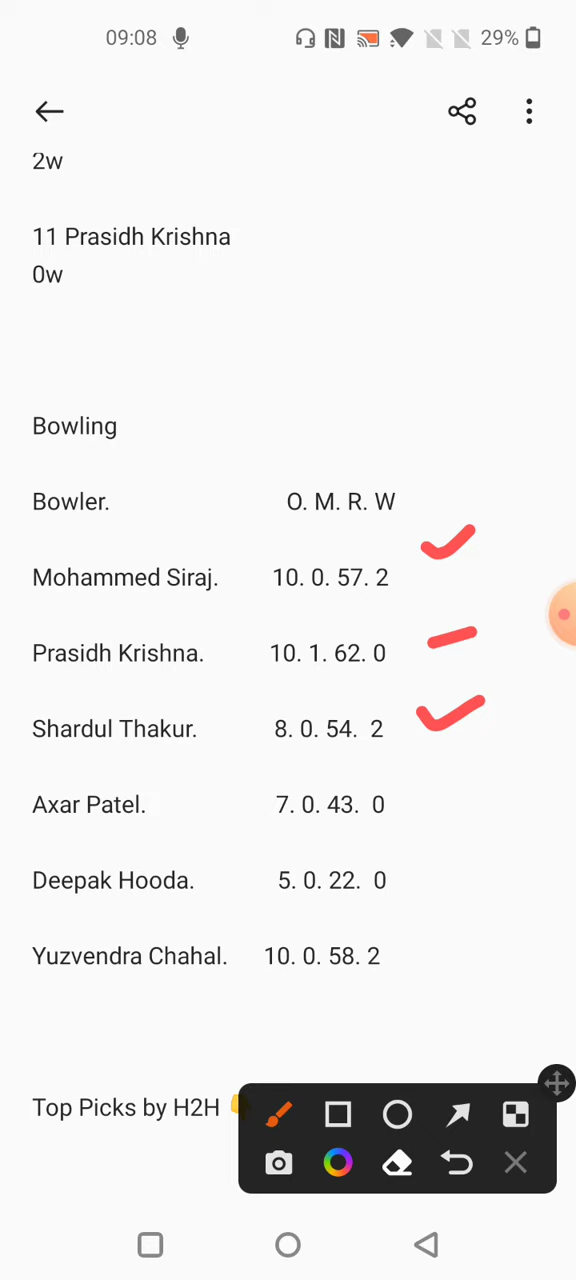 09:08
29%
2w
11 Prasidh Krishna
0w
Bowling
Bowler. O. M. R. W
Mohammed Siraj. 10. 0. 57. 2
Prasidh Krishna. 10. 1. 62. 0
Shardul Thakur. 8. 0. 54. 2
Axar Patel. 7. 0. 43. 0
Deepak Hooda. 5. 0. 22. 0
Yuzvendra Chahal. 10. 0. 58. 2
Top Picks by H2H